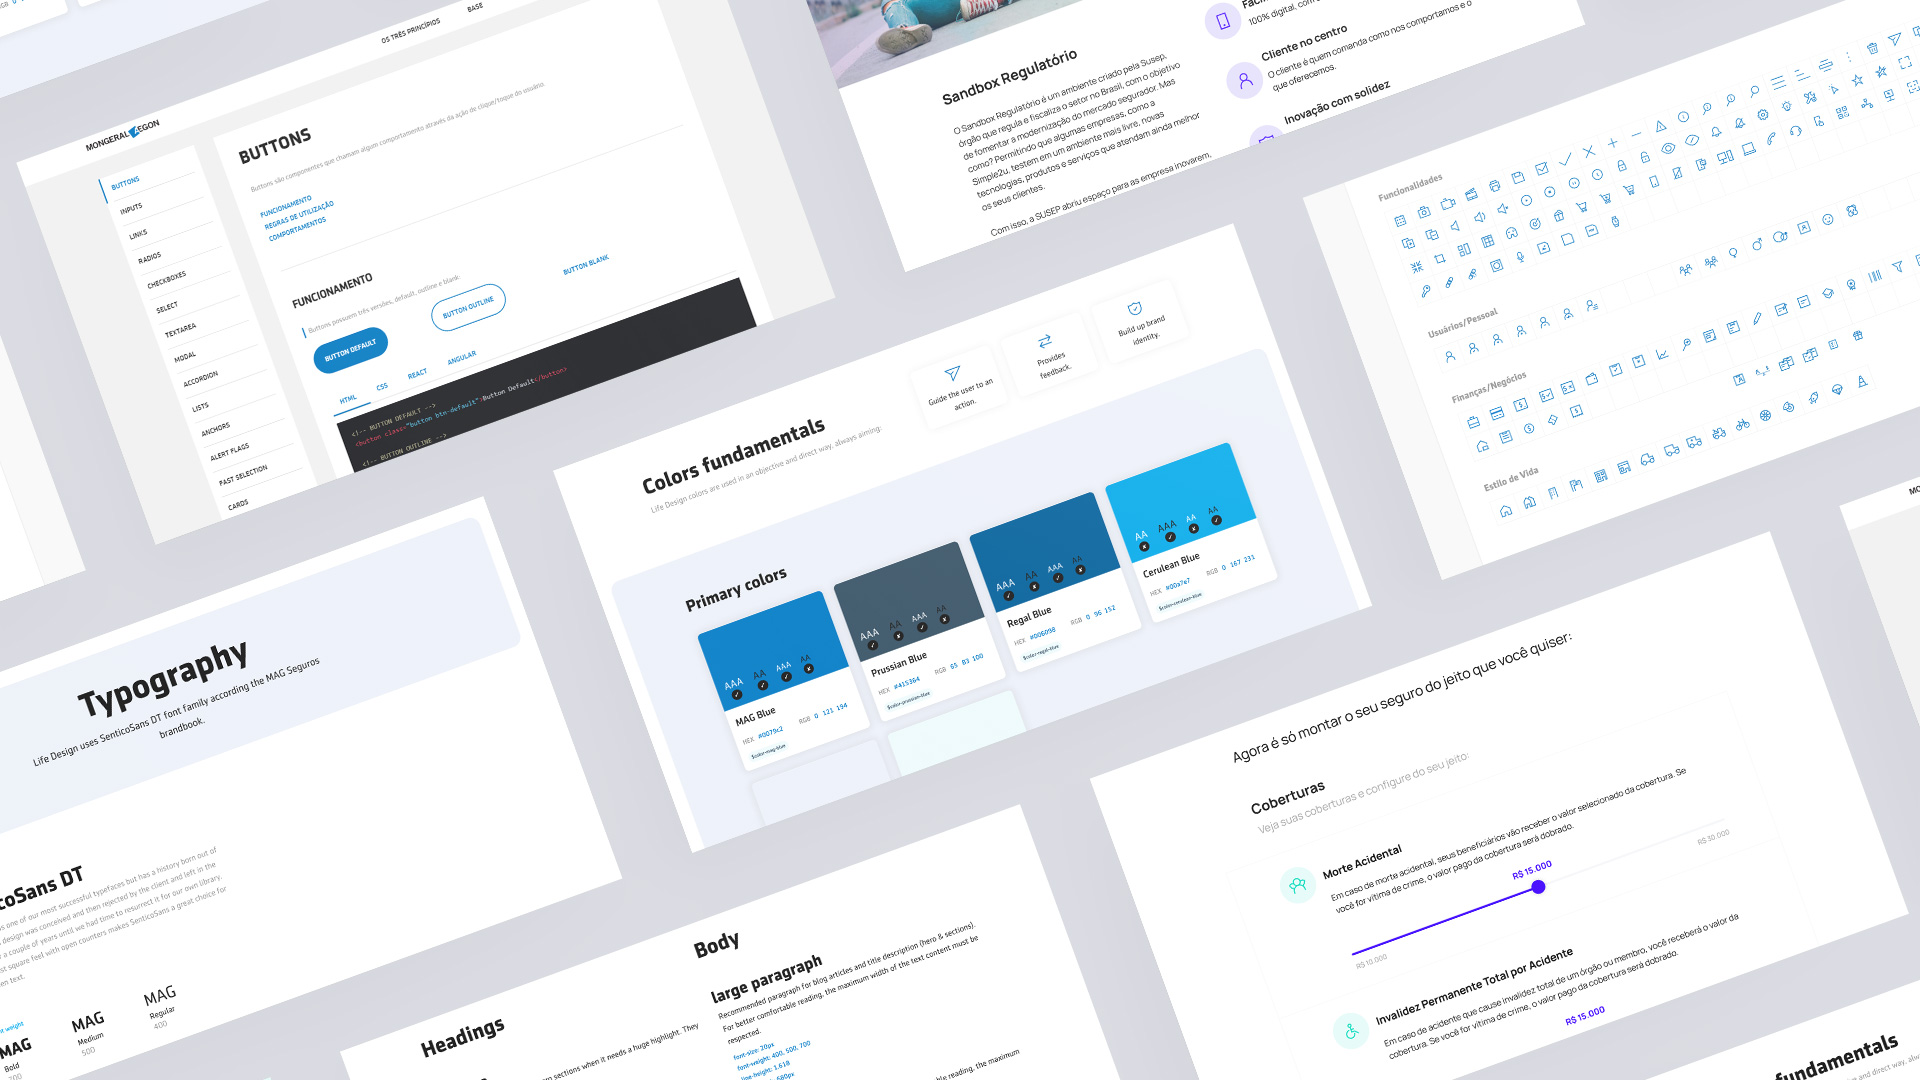 OS TRÊS PRINCÍPIOS
BASE
MONGERAL AEGON
BUTTONS
INPUTS
LINKS
RADIOS
CHECKBOXES
SELECT
TEXTAREA
MODAL
ACCORDION
LISTS
ANCHORS
ALERT FLAGS
PAST SELECTION
CARDS
BUTTONS
Buttons são componentes que chamam algum comportamento através da ação de clique/toque do usuário.
FUNCIONAMENTO
REGRAS DE UTILIZAÇÃO
COMPORTAMENTOS
FUNCIONAMENTO
Buttons possuem três versões, default, outline e blank:
BUTTON DEFAULT
BUTTON OUTLINE
BUTTON BLANK
HTML
CSS
REACT
ANGULAR
<!-- BUTTON DEFAULT -->
<button class="button btn-default">Button Default</button>
<!-- BUTTON OUTLINE -->
Sandbox Regulatório
O Sandbox Regulatório é um ambiente criado pela Susep,
órgão que regula e fiscaliza o setor no Brasil, com o objetivo
de fomentar a modernização do mercado segurador. Mas
como? Permitindo que algumas empresas, como a
Simple2u, testem em um ambiente mais livre, novas
tecnologias, produtos e serviços que atendam ainda melhor
os seus clientes.
Com isso, a SUSEP abriu espaço para as empresa inovarem,
100% digital, com
Cliente no centro
O cliente é quem comanda como nos comportamos e o
que oferecemos.
Inovação com solidez
Funcionalidades
Usuários/Pessoal
Finanças/Negócios
Estilo de Vida
Colors fundamentals
Life Design colors are used in an objective and direct way, always aiming:
Guide the user to an
action.
Provides
feedback.
Build up brand
identity.
Primary colors
AAA AA AAA AA
MAG Blue
HEX #0079c2 RGB 0 121 194
$color-mag-blue
AAA AA AAA AA
Prussian Blue
HEX #415364 RGB 65 83 100
$color-prussian-blue
AAA AA AAA AA
Regal Blue
HEX #006098 RGB 0 96 152
$color-regal-blue
AA AAA AA AA
Cerulean Blue
HEX #00a7e7 RGB 0 167 231
$color-cerulean-blue
Typography
Life Design uses SenticoSans DT font family according the MAG Seguros
brandbook.
coSans DT
one of our most successful typefaces but has a history born out of
design was conceived and then rejected by the client and left in the
a couple of years until we had time to resurrect it for our own library.
square feel with open counters makes SenticoSans a great choice for
text.
weight
MAG
Bold
700
MAG
Medium
500
MAG
Regular
400
Headings
sections when it needs a huge highlight. They
Body
large paragraph
Recommended paragraph for blog articles and title description (hero & sections).
For better comfortable reading, the maximum width of the text content must be
respected.
font-size: 20px
font-weight: 400, 500, 700
line-height: 1.618
680px
reading, the maximum
Agora é só montar o seu seguro do jeito que você quiser:
Coberturas
Veja suas coberturas e configure do seu jeito:
Morte Acidental
Em caso de morte acidental, seus beneficiários vão receber o valor selecionado da cobertura. Se
você for vítima de crime, o valor pago da cobertura será dobrado.
R$ 15.000
R$ 10.000
R$ 30.000
Invalidez Permanente Total por Acidente
Em caso de acidente que cause invalidez total de um órgão ou membro, você receberá o valor da
cobertura. Se você for vítima de crime, o valor pago da cobertura será dobrado.
R$ 15.000
fundamentals
and direct way,